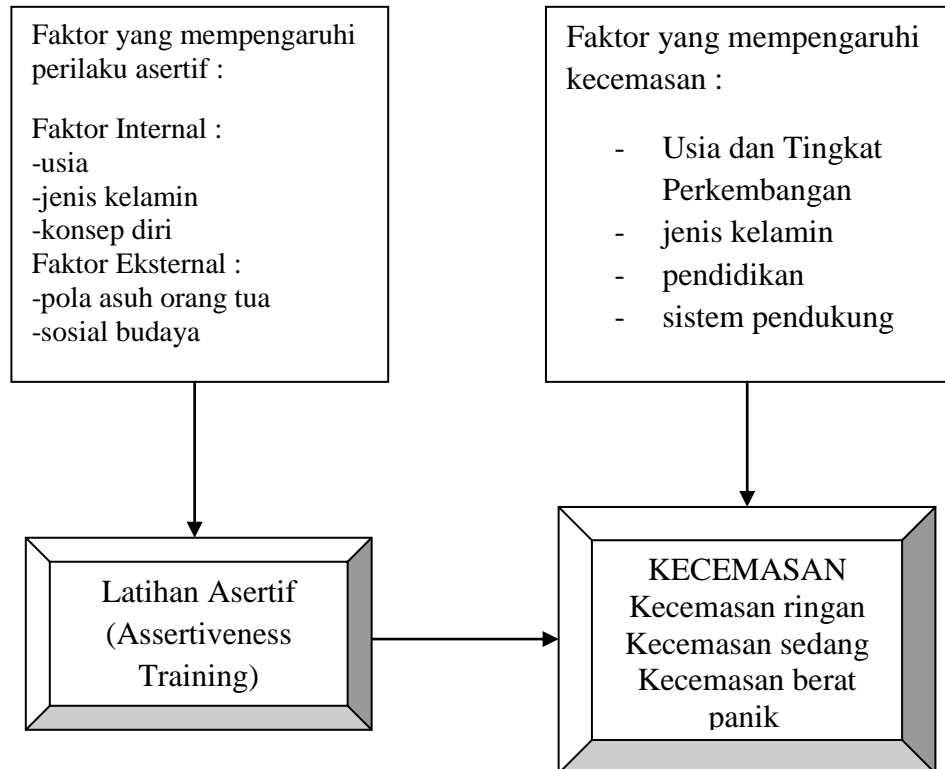 Faktor yang mempengaruhi
perilaku asertif :
Faktor Internal :
-usia
-jenis kelamin
-konsep diri
Faktor Eksternal :
-pola asuh orang tua
-sosial budaya
Faktor yang mempengaruhi
kecemasan :
- Usia dan Tingkat
Perkembangan
- jenis kelamin
- pendidikan
- sistem pendukung
Latihan Asertif
(Assertiveness
Training)
KECEMASAN
Kecemasan ringan
Kecemasan sedang
Kecemasan berat
panik